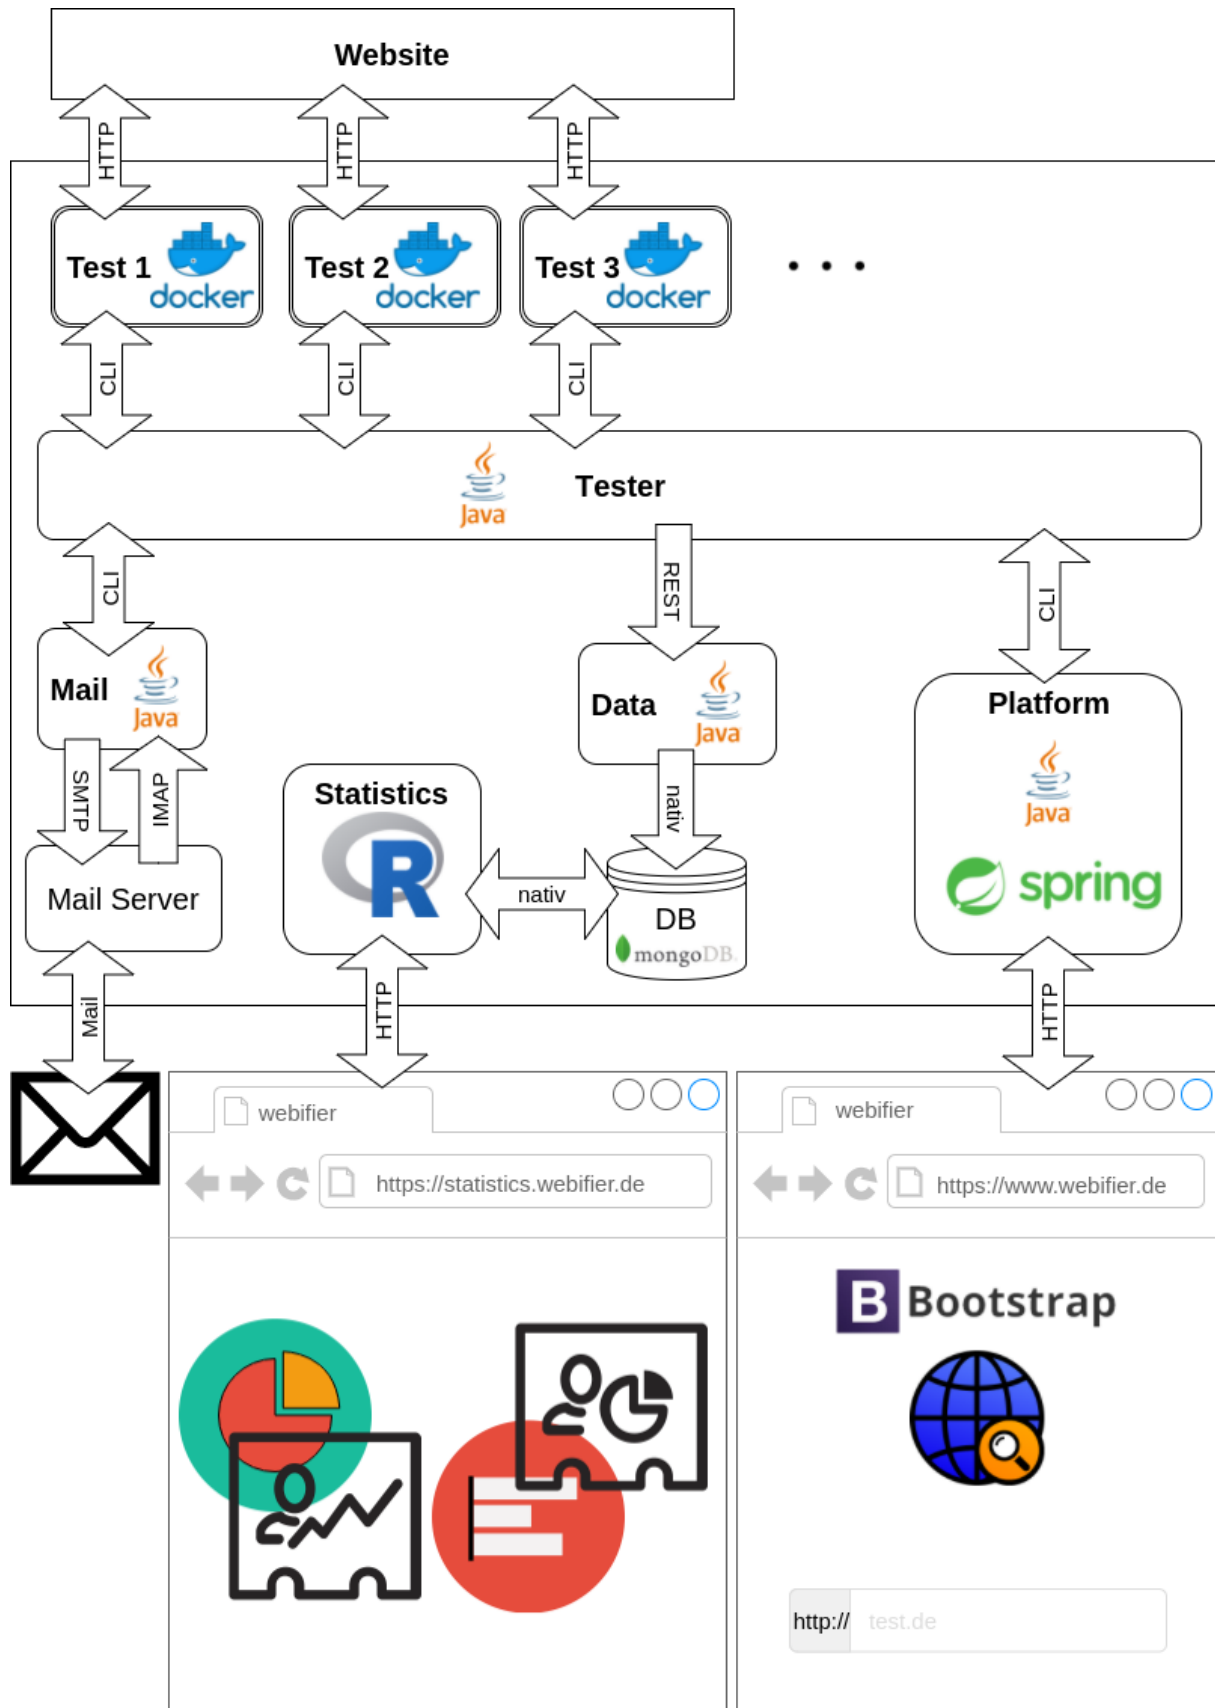 Website
HTTP
HTTP
HTTP
Test 1
docker
Test 2
docker
Test 3
docker
CLI
CLI
CLI
Java
Tester
CLI
REST
CLI
Mail
Java
Data
Java
Platform
Java
spring
SMTP
IMAP
Statistics
R
nativ
nativ
Mail Server
DB
mongoDB.
Mail
HTTP
HTTP
webifier
https://statistics.webifier.de
webifier
https://www.webifier.de
B Bootstrap
http://
test.de